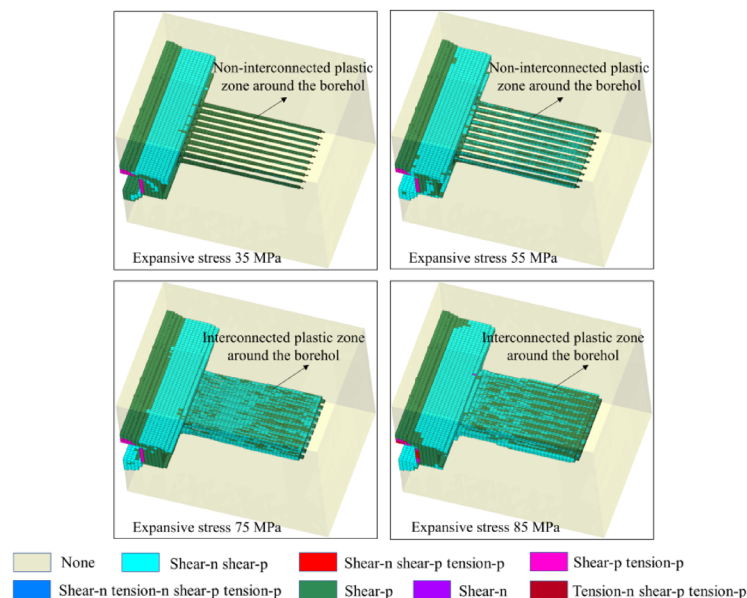 Non-interconnected plastic
zone around the borehol
Expansive stress 35 MPa
Non-interconnected plastic
zone around the borehol
Expansive stress 55 MPa
Interconnected plastic zone
around the borehol
Expansive stress 75 MPa
Interconnected plastic zone
around the borehol
Expansive stress 85 MPa
None
Shear-n shear-p
Shear-n shear-p tension-p
Shear-p tension-p
Shear-n tension-n shear-p tension-p
Shear-p
Shear-n
Tension-n shear-p tension-p